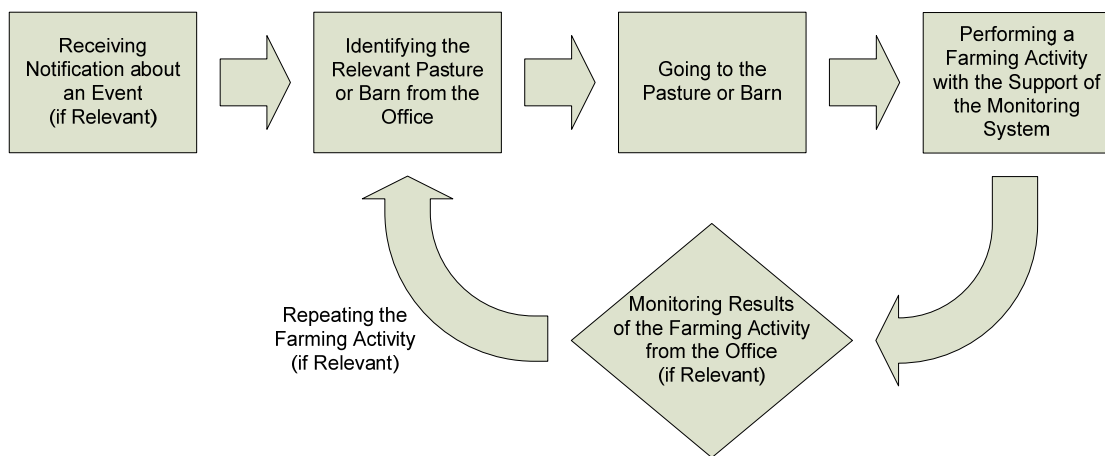 Receiving
Notification about
an Event
(if Relevant)
Identifying the
Relevant Pasture
or Barn from the
Office
Going to the
Pasture or Barn
Performing a
Farming Activity
with the Support of
the Monitoring
System
Monitoring Results
of the Farming Activity
from the Office
(if Relevant)
Repeating the
Farming Activity
(if Relevant)